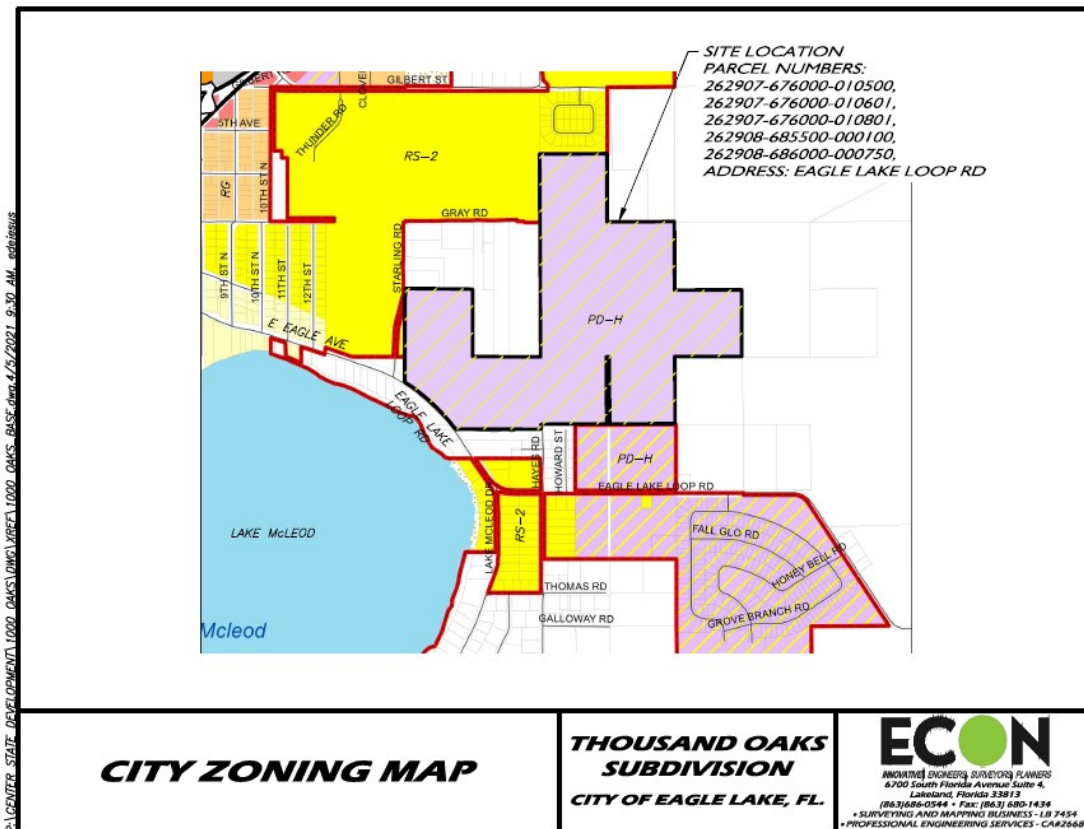 SITE LOCATION
PARCEL NUMBERS:
262907-676000-010500,
262907-676000-010601,
262907-676000-010801,
262908-685500-000100,
262908-686000-000750,
ADDRESS: EAGLE LAKE LOOP RD
GILBERT ST
5TH AVE
THUNDER RD
RS-2
RG
10TH ST N
GRAY RD
STARLING RD
9TH ST N
10TH ST N
11TH ST
12TH ST
E EAGLE AVE
PD-H
EAGLE LAKE
LOOP RD
HAYES RD
HOWARD ST
PD-H
EAGLE LAKE LOOP RD
LAKE McLEOD
LAKE MCLEOD DR
RS-2
FALL GLO RD
HONEY BELL RD
GROVE BRANCH RD
THOMAS RD
GALLOWAY RD
Mcleod
CITY ZONING MAP
THOUSAND OAKS
SUBDIVISION
CITY OF EAGLE LAKE, FL.
ECON
INNOVATIVE ENGINEERS, SURVEYORS, PLANNERS
6700 South Florida Avenue Suite 4,
Lakeland, Florida 33813
(863)686-0544 • Fax: (863) 680-1434
• SURVEYING AND MAPPING BUSINESS - LB 7454
• PROFESSIONAL ENGINEERING SERVICES - CA#2668